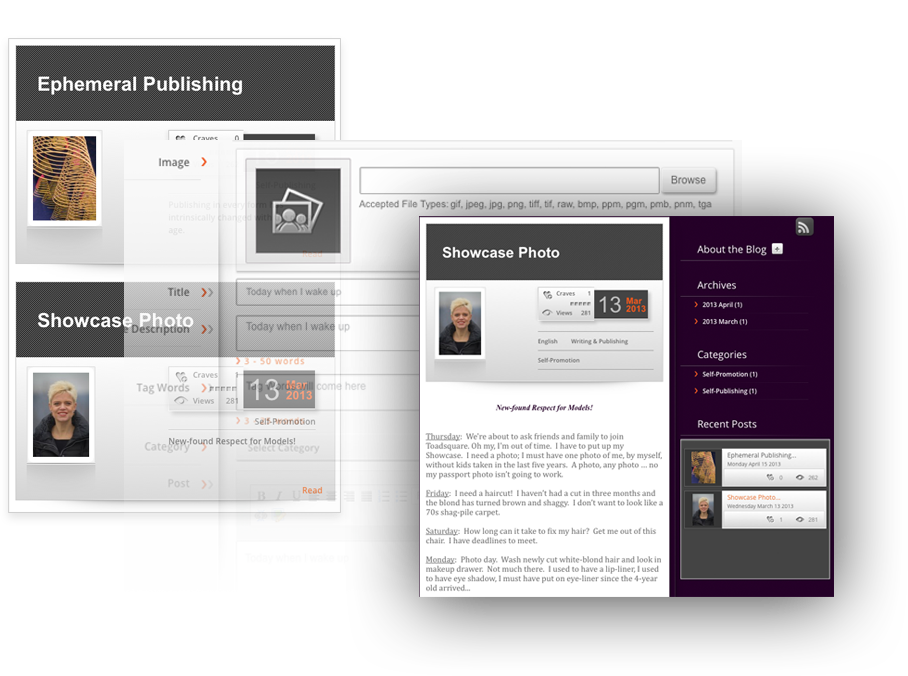 Ephemeral Publishing
Craves 0
Image
Publishing in every form
intrinsically changed with
age.
Read
Browse
Accepted File Types: gif, jpeg, jpg, png, tiff, tif, raw, bmp, ppm, pgm, pmb, pnm, tga
Title
Today when I wake up
Showcase Photo
Description
Today when I wake up
3 - 50 words
Tag Words
will come here
Craves
Views 281
13 Mar 2013
Self-Promotion
New-found Respect for Models!
Category
Select Category
Post
B I U
Read
Showcase Photo
Craves 1
Views 281
13 Mar
2013
English Writing & Publishing
Self-Promotion
New-found Respect for Models!
Thursday: We're about to ask friends and family to join
Toadsquare. Oh my, I'm out of time. I have to put up my
Showcase. I need a photo; I must have one photo of me, by myself,
without kids taken in the last five years. A photo, any photo ... no
my passport photo isn't going to work.
Friday: I need a haircut! I haven't had a cut in three months and
the blond has turned brown and shaggy. I don't want to look like a
70s shag-pile carpet.
Saturday: How long can it take to fix my hair? Get me out of this
chair. I have deadlines to meet.
Monday: Photo day. Wash newly cut white-blond hair and look in
makeup drawer. Not much there. I used to have a lip-liner, I used
to have eye shadow, I must have put on eye-liner since the 4-year
old arrived...
About the Blog +
Archives
2013 April (1)
2013 March (1)
Categories
Self-Promotion (1)
Self-Publishing (1)
Recent Posts
Ephemeral Publishing...
Monday April 15 2013
0 262
Showcase Photo...
Wednesday March 13 2013
1 281